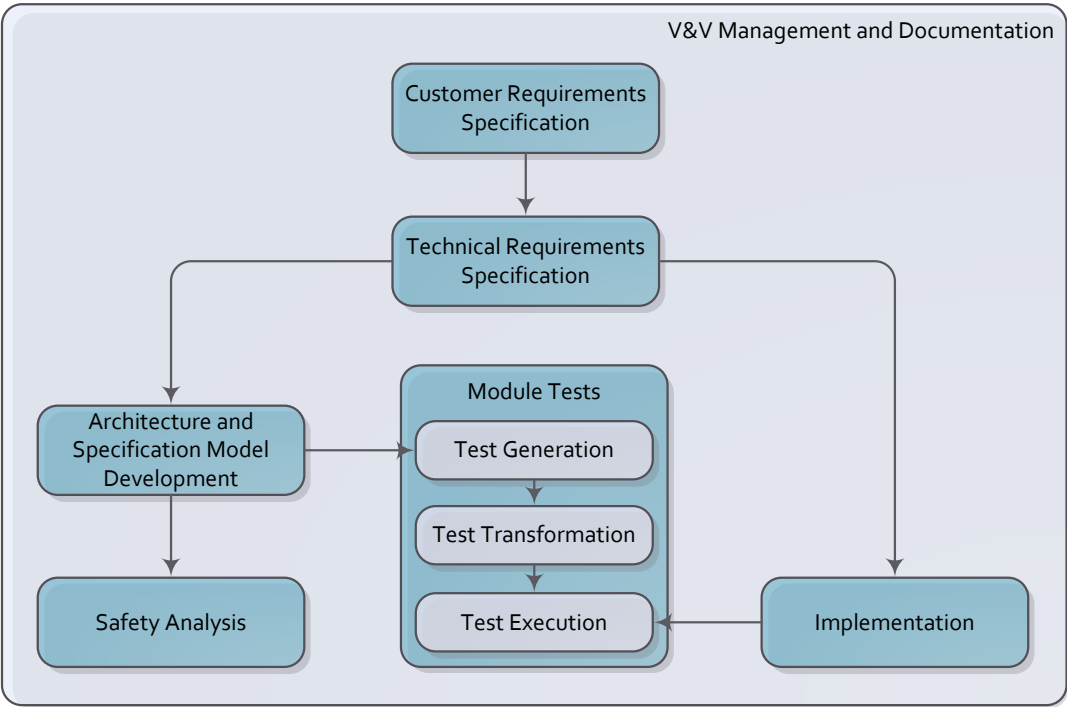 V&V Management and Documentation
Customer Requirements
Specification
Technical Requirements
Specification
Architecture and
Specification Model
Development
Module Tests
Test Generation
Test Transformation
Test Execution
Safety Analysis
Implementation